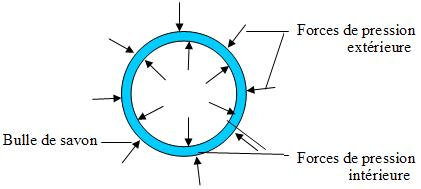 Forces de pression
extérieure
Bulle de savon
Forces de pression
intérieure